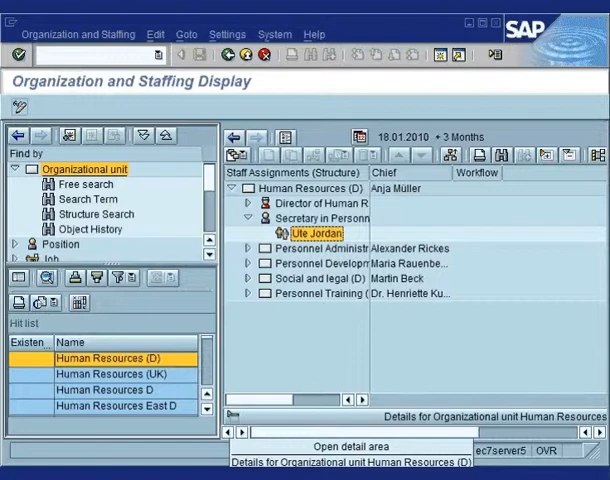 Organization and Staffing Edit Goto Settings System Help
SAP
Organization and Staffing Display
18.01.2010 + 3 Months
Find by
Organizational unit
Free search
Search Term
Structure Search
Object History
Position
Job
Staff Assignments (Structure) Chief Workflow
Human Resources (D) Anja Müller
Director of Human R
Secretary in Personn
Ute Jordan
Personnel Administr Alexander Rickes
Personnel Developm Maria Rauenbe...
Social and legal (D) Martin Beck
Personnel Training ( Dr. Henriette Ku...
Hit list
Existen... Name
Human Resources (D)
Human Resources (UK)
Human Resources D
Human Resources East D
Details for Organizational unit Human Resources
Open detail area
Details for Organizational unit Human Resources (D)
ec7server5 OVR